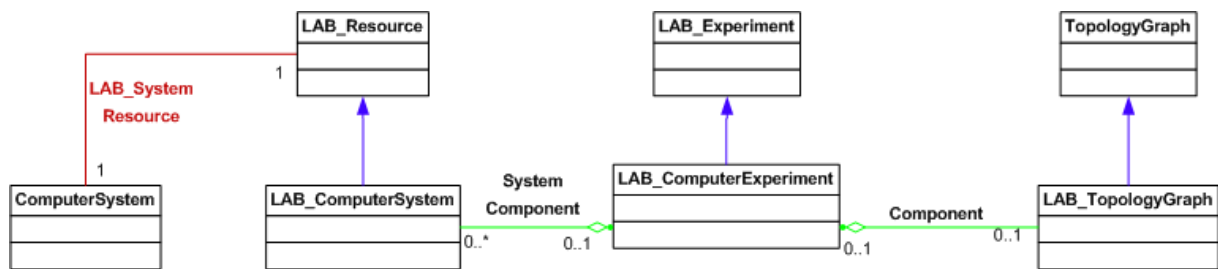 LAB_Resource
LAB_Experiment
TopologyGraph
1
LAB_System
Resource
1
ComputerSystem
LAB_ComputerSystem
System
Component
LAB_ComputerExperiment
Component
LAB_TopologyGraph
0..*
0..1
0..1
0..1